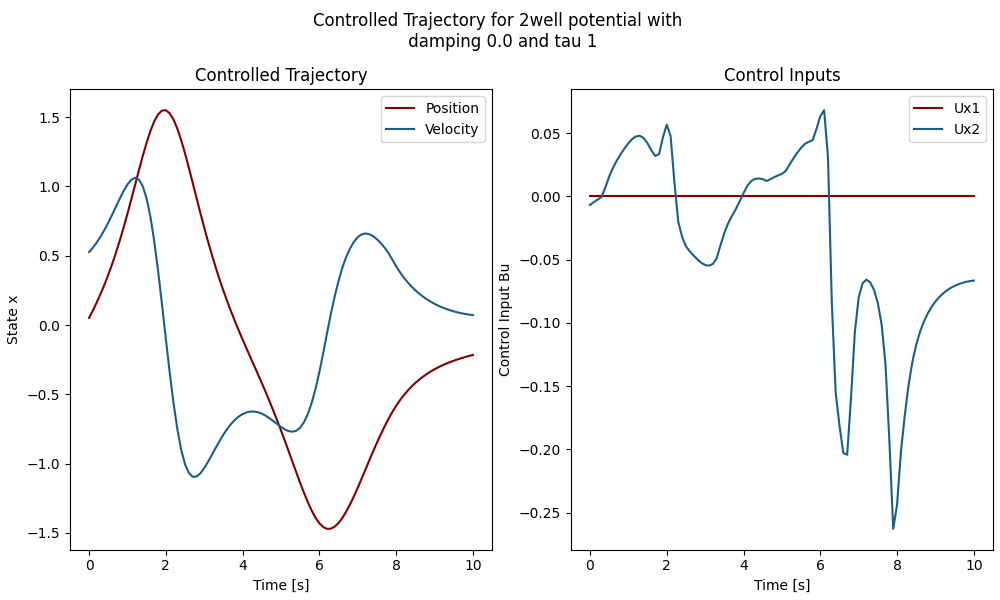 Controlled Trajectory for 2well potential with
damping 0.0 and tau 1
Controlled Trajectory
Position
Velocity
State x
1.5
1.0
0.5
0.0
−0.5
−1.0
−1.5
0 2 4 6 8 10
Time [s]
Control Inputs
Ux1
Ux2
Control Input Bu
0.05
0.00
−0.05
−0.10
−0.15
−0.20
−0.25
0 2 4 6 8 10
Time [s]